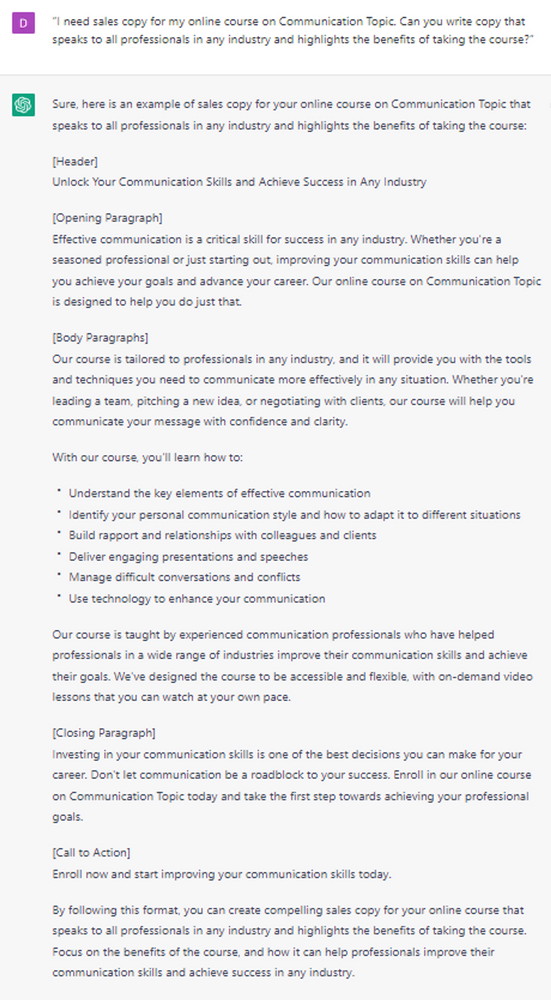 D
"I need sales copy for my online course on Communication Topic. Can you write copy that
speaks to all professionals in any industry and highlights the benefits of taking the course?"
Sure, here is an example of sales copy for your online course on Communication Topic that
speaks to all professionals in any industry and highlights the benefits of taking the course:
[Header]
Unlock Your Communication Skills and Achieve Success in Any Industry
[Opening Paragraph]
Effective communication is a critical skill for success in any industry. Whether you're a
seasoned professional or just starting out, improving your communication skills can help
you achieve your goals and advance your career. Our online course on Communication Topic
is designed to help you do just that.
[Body Paragraphs]
Our course is tailored to professionals in any industry, and it will provide you with the tools
and techniques you need to communicate more effectively in any situation. Whether you're
leading a team, pitching a new idea, or negotiating with clients, our course will help you
communicate your message with confidence and clarity.
With our course, you'll learn how to:
• Understand the key elements of effective communication
• Identify your personal communication style and how to adapt it to different situations
• Build rapport and relationships with colleagues and clients
• Deliver engaging presentations and speeches
• Manage difficult conversations and conflicts
• Use technology to enhance your communication
Our course is taught by experienced communication professionals who have helped
professionals in a wide range of industries improve their communication skills and achieve
their goals. We've designed the course to be accessible and flexible, with on-demand video
lessons that you can watch at your own pace.
[Closing Paragraph]
Investing in your communication skills is one of the best decisions you can make for your
career. Don't let communication be a roadblock to your success. Enroll in our online course
on Communication Topic today and take the first step towards achieving your professional
goals.
[Call to Action]
Enroll now and start improving your communication skills today.
By following this format, you can create compelling sales copy for your online course that
speaks to all professionals in any industry and highlights the benefits of taking the course.
Focus on the benefits of the course, and how it can help professionals improve their
communication skills and achieve success in any industry.